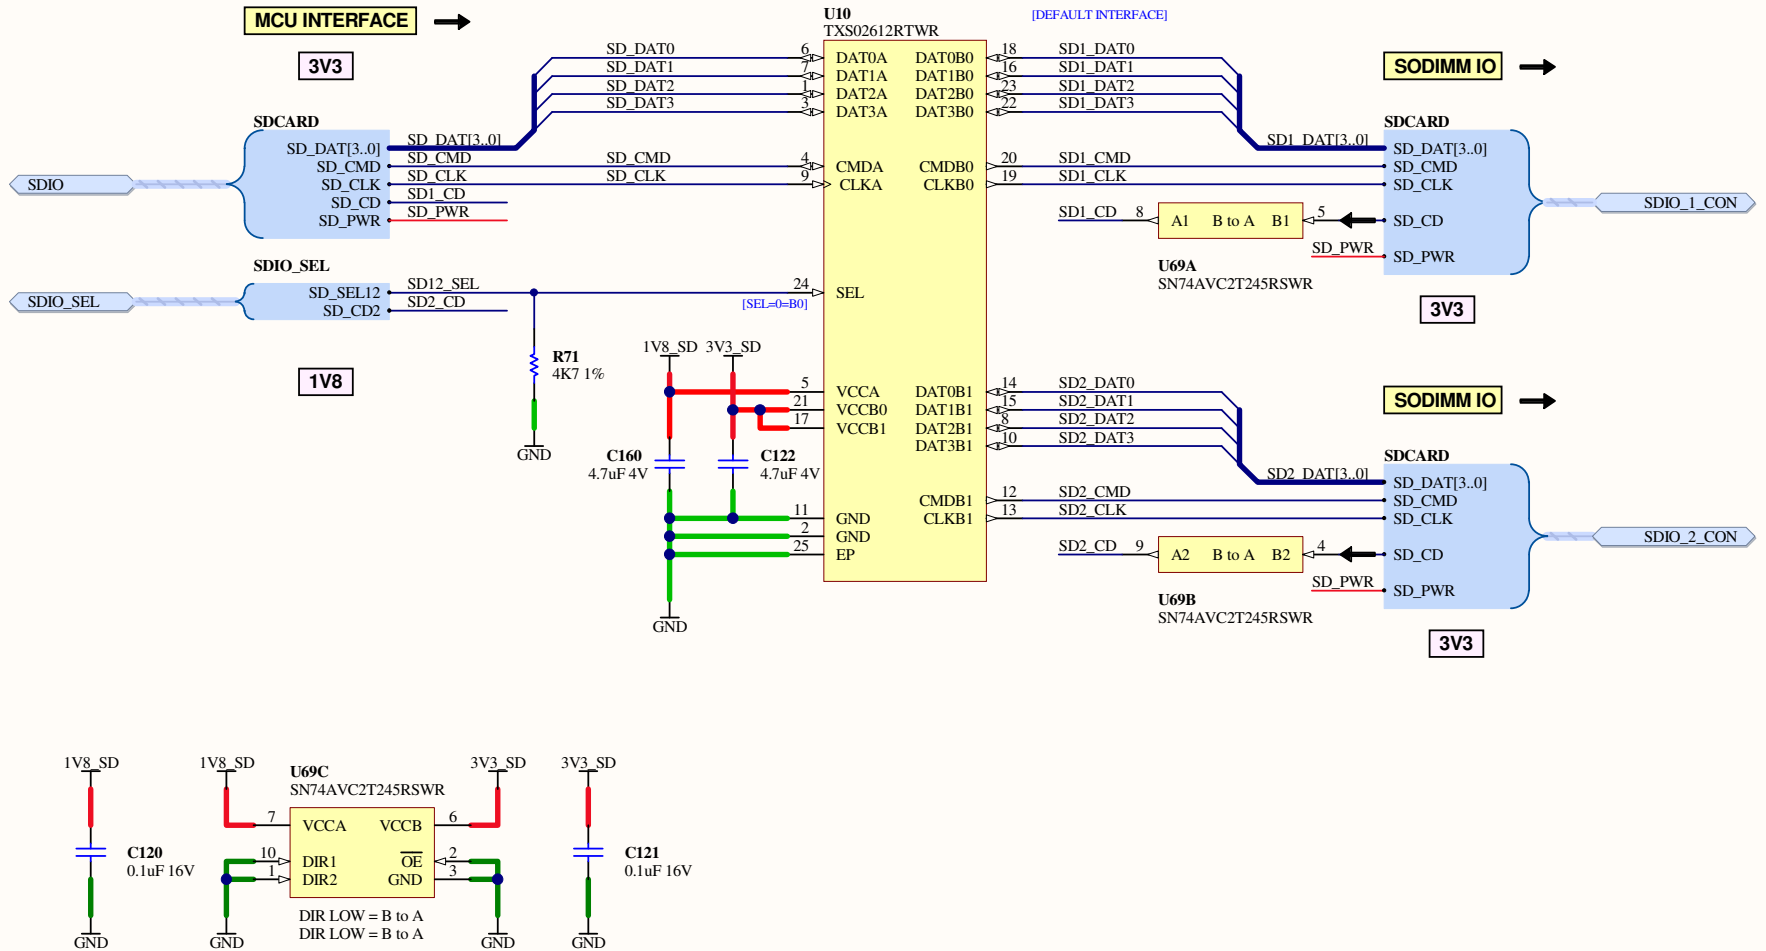 MCU INTERFACE
3V3
SDCARD
SD_DAT[3..0]
SD_CMD
SD_CLK
SD_CD
SD_PWR
SDIO
SD_DAT[3..0]
SD_CMD
SD_CLK
SD1_CD
SD_PWR
SD_DAT0
SD_DAT1
SD_DAT2
SD_DAT3
SD_CMD
SD_CLK
SDIO_SEL
SDIO_SEL
SD_SEL12
SD_CD2
SD12_SEL
SD2_CD
1V8
R71
4K7 1%
GND
[SEL=0=B0]
U10
TXS02612RTWR
6 DAT0A DAT0B0 18
7 DAT1A DAT1B0 16
1 DAT2A DAT2B0 23
3 DAT3A DAT3B0 22
4 CMDA CMDB0 20
9 CLKA CLKB0 19
24 SEL
5 VCCA DAT0B1 14
21 VCCB0 DAT1B1 15
17 VCCB1 DAT2B1 8
DAT3B1 10
CMDB1 12
11 GND CLKB1 13
2 GND
25 EP
1V8_SD 3V3_SD
C160
4.7uF 4V
C122
4.7uF 4V
GND
[DEFAULT INTERFACE]
SD1_DAT0
SD1_DAT1
SD1_DAT2
SD1_DAT3
SD1_DAT[3..0]
SD1_CMD
SD1_CLK
SD1_CD 8 A1 B to A B1 5
SD_PWR
U69A
SN74AVC2T245RSWR
SODIMM IO
SDCARD
SD_DAT[3..0]
SD_CMD
SD_CLK
SD_CD
SD_PWR
SDIO_1_CON
3V3
SD2_DAT0
SD2_DAT1
SD2_DAT2
SD2_DAT3
SD2_DAT[3..0]
SD2_CMD
SD2_CLK
SD2_CD 9 A2 B to A B2 4
SD_PWR
U69B
SN74AVC2T245RSWR
SODIMM IO
SDCARD
SD_DAT[3..0]
SD_CMD
SD_CLK
SD_CD
SD_PWR
SDIO_2_CON
3V3
1V8_SD
C120
0.1uF 16V
GND
1V8_SD
U69C
SN74AVC2T245RSWR
3V3_SD
7 VCCA VCCB 6
10 DIR1 OE 2
1 DIR2 GND 3
DIR LOW = B to A
DIR LOW = B to A
GND
GND
3V3_SD
C121
0.1uF 16V
GND